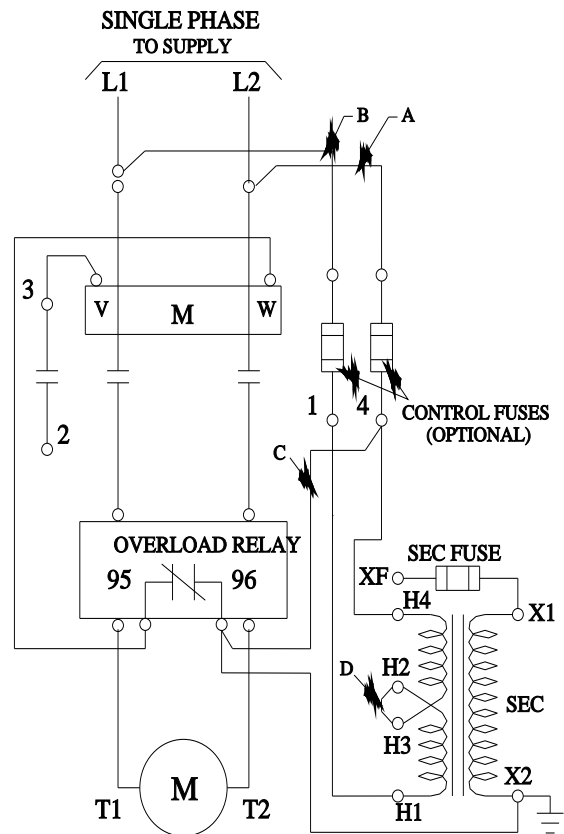 SINGLE PHASE
TO SUPPLY
L1 L2
B A
3
V M W
1 4
CONTROL FUSES
(OPTIONAL)
2
C
OVERLOAD RELAY
SEC FUSE
95 96
XF
H4 X1
D H2
SEC
H3
X2
T1 M T2
H1